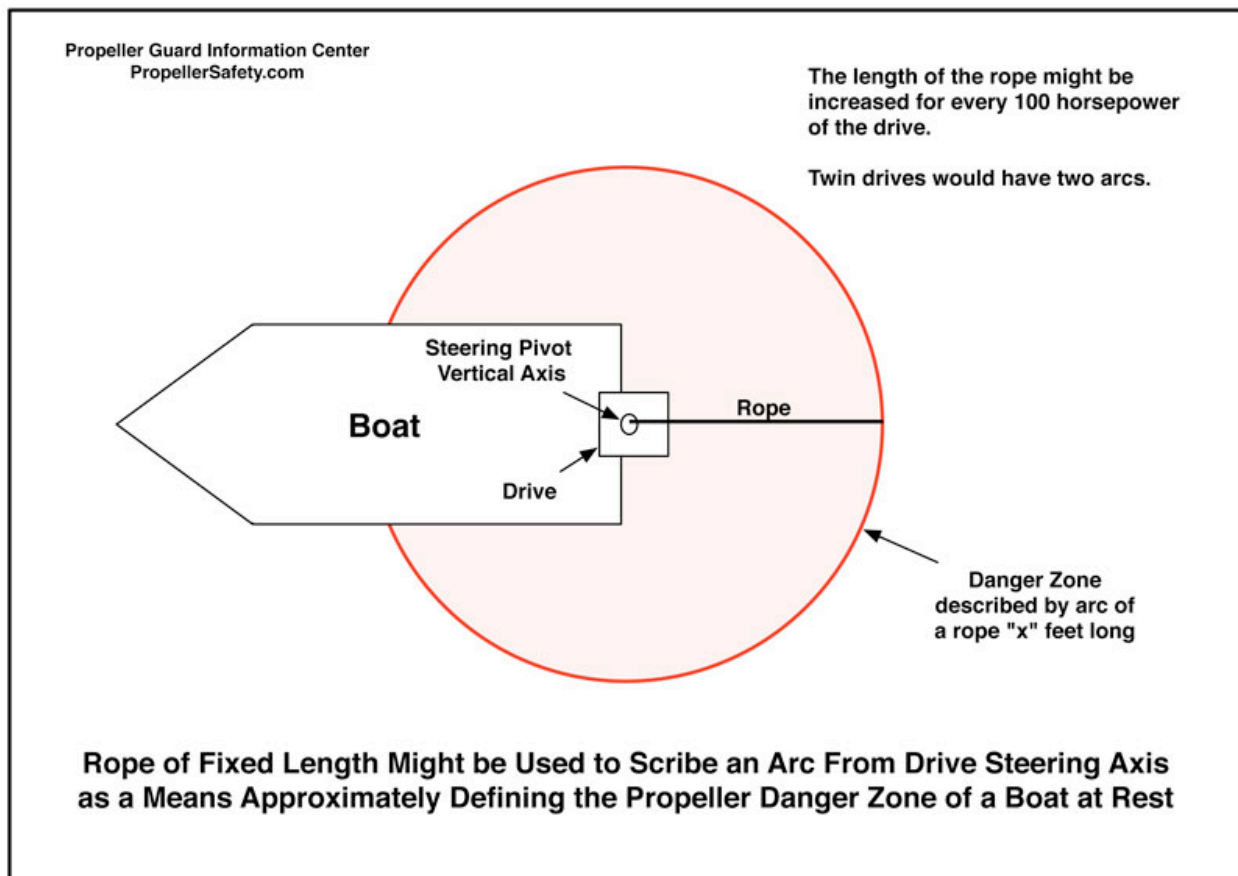 Propeller Guard Information Center
PropellerSafety.com
The length of the rope might be
increased for every 100 horsepower
of the drive.
Twin drives would have two arcs.
Steering Pivot
Vertical Axis
Boat
Rope
Drive
Danger Zone
described by arc of
a rope "x" feet long
Rope of Fixed Length Might be Used to Scribe an Arc From Drive Steering Axis
as a Means Approximately Defining the Propeller Danger Zone of a Boat at Rest